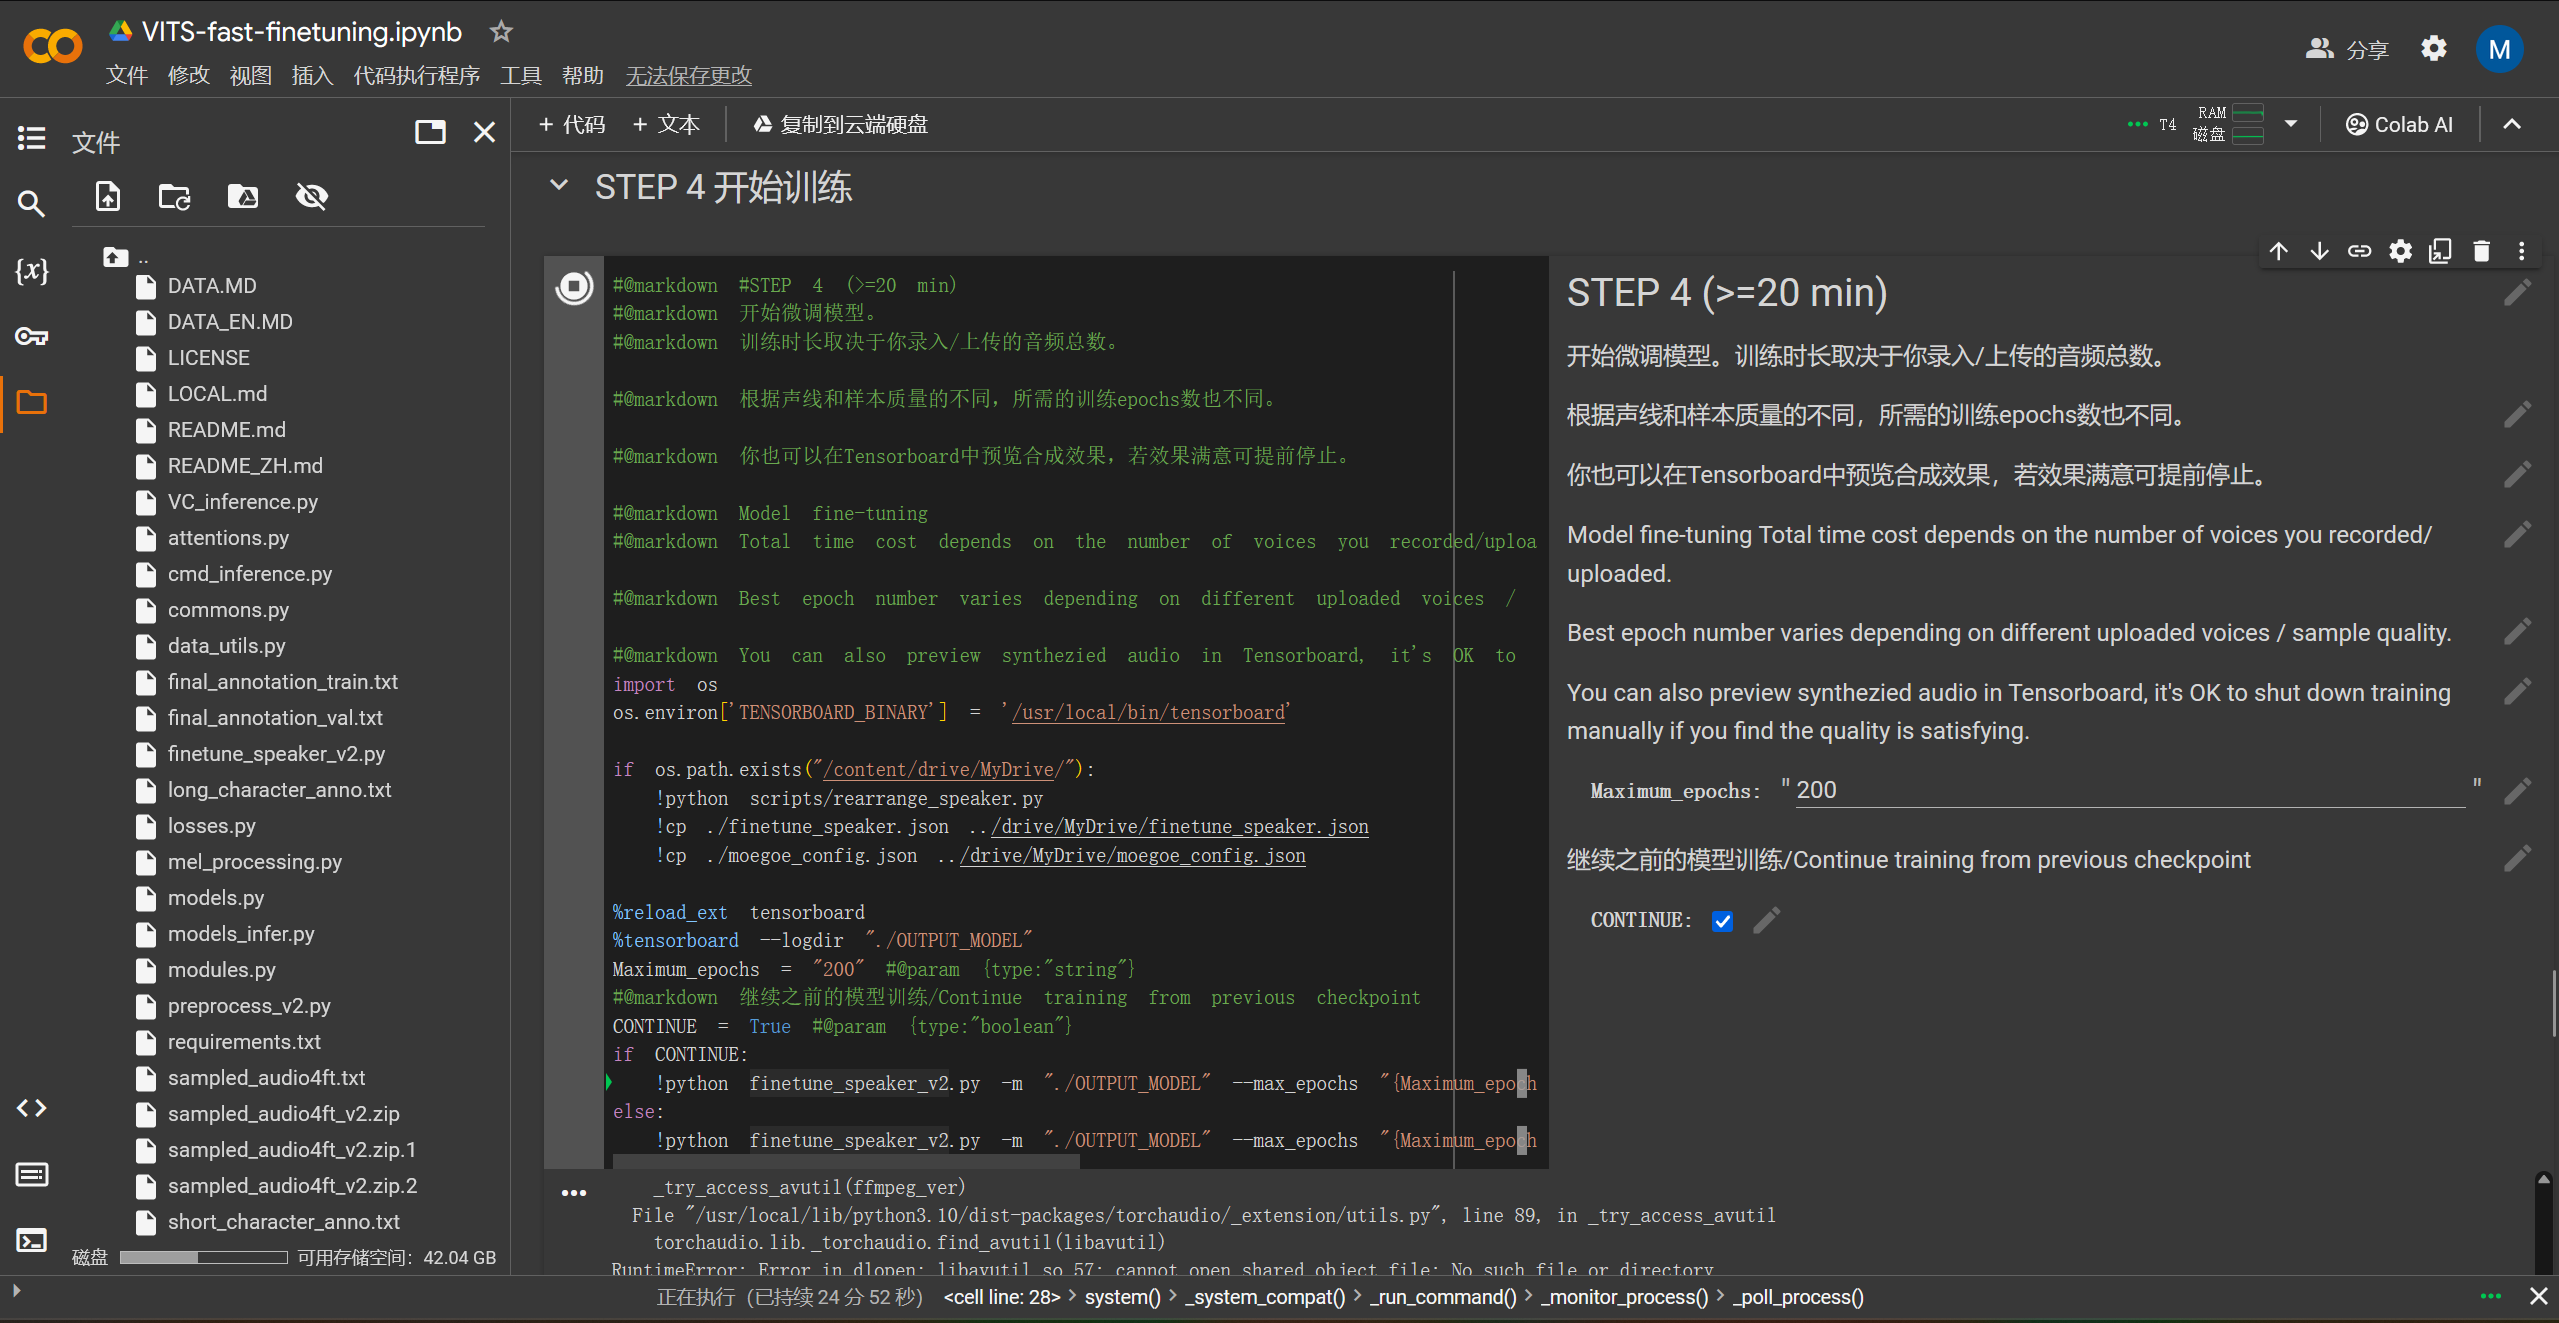 VITS-fast-finetuning.ipynb
文件 修改 视图 插入 代码执行程序 工具 帮助 无法保存更改
分享
M
文件
+ 代码 + 文本 复制到云端硬盘
T4 RAM 磁盘
Colab AI
..
DATA.MD
DATA_EN.MD
LICENSE
LOCAL.md
README.md
README_ZH.md
VC_inference.py
attentions.py
cmd_inference.py
commons.py
data_utils.py
final_annotation_train.txt
final_annotation_val.txt
finetune_speaker_v2.py
long_character_anno.txt
losses.py
mel_processing.py
models.py
models_infer.py
modules.py
preprocess_v2.py
requirements.txt
sampled_audio4ft.txt
sampled_audio4ft_v2.zip
sampled_audio4ft_v2.zip.1
sampled_audio4ft_v2.zip.2
short_character_anno.txt
磁盘 可用存储空间：42.04 GB
STEP 4 开始训练
#@markdown #STEP 4 (>=20 min)
#@markdown 开始微调模型。
#@markdown 训练时长取决于你录入/上传的音频总数。
#@markdown 根据声线和样本质量的不同，所需的训练epochs数也不同。
#@markdown 你也可以在Tensorboard中预览合成效果，若效果满意可提前停止。
#@markdown Model fine-tuning
#@markdown Total time cost depends on the number of voices you recorded/uploa
#@markdown Best epoch number varies depending on different uploaded voices /
#@markdown You can also preview synthezied audio in Tensorboard, it's OK to
import os
os.environ['TENSORBOARD_BINARY'] = '/usr/local/bin/tensorboard'
if os.path.exists("/content/drive/MyDrive/"):
!python scripts/rearrange_speaker.py
!cp ./finetune_speaker.json ../drive/MyDrive/finetune_speaker.json
!cp ./moegoe_config.json ../drive/MyDrive/moegoe_config.json
%reload_ext tensorboard
%tensorboard --logdir "./OUTPUT_MODEL"
Maximum_epochs = "200" #@param {type:"string"}
#@markdown 继续之前的模型训练/Continue training from previous checkpoint
CONTINUE = True #@param {type:"boolean"}
if CONTINUE:
!python finetune_speaker_v2.py -m "./OUTPUT_MODEL" --max_epochs "{Maximum_epoch
else:
!python finetune_speaker_v2.py -m "./OUTPUT_MODEL" --max_epochs "{Maximum_epoch
STEP 4 (>=20 min)
开始微调模型。训练时长取决于你录入/上传的音频总数。
根据声线和样本质量的不同，所需的训练epochs数也不同。
你也可以在Tensorboard中预览合成效果，若效果满意可提前停止。
Model fine-tuning Total time cost depends on the number of voices you recorded/
uploaded.
Best epoch number varies depending on different uploaded voices / sample quality.
You can also preview synthezied audio in Tensorboard, it's OK to shut down training
manually if you find the quality is satisfying.
Maximum_epochs: "200"
继续之前的模型训练/Continue training from previous checkpoint
CONTINUE:
_try_access_avutil(ffmpeg_ver)
File "/usr/local/lib/python3.10/dist-packages/torchaudio/_extension/utils.py", line 89, in _try_access_avutil
torchaudio.lib._torchaudio.find_avutil(libavutil)
RuntimeError: Error in dlopen: libavutil.so.57: cannot open shared object file: No such file or directory
正在执行（已持续 24 分 52 秒） <cell line: 28> > system() > _system_compat() > _run_command() > _monitor_process() > _poll_process()